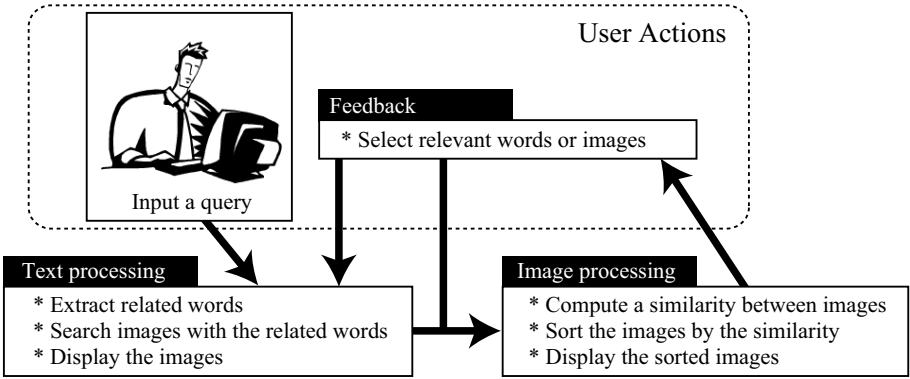 User Actions
Input a query
Feedback
* Select relevant words or images
Text processing
* Extract related words
* Search images with the related words
* Display the images
Image processing
* Compute a similarity between images
* Sort the images by the similarity
* Display the sorted images